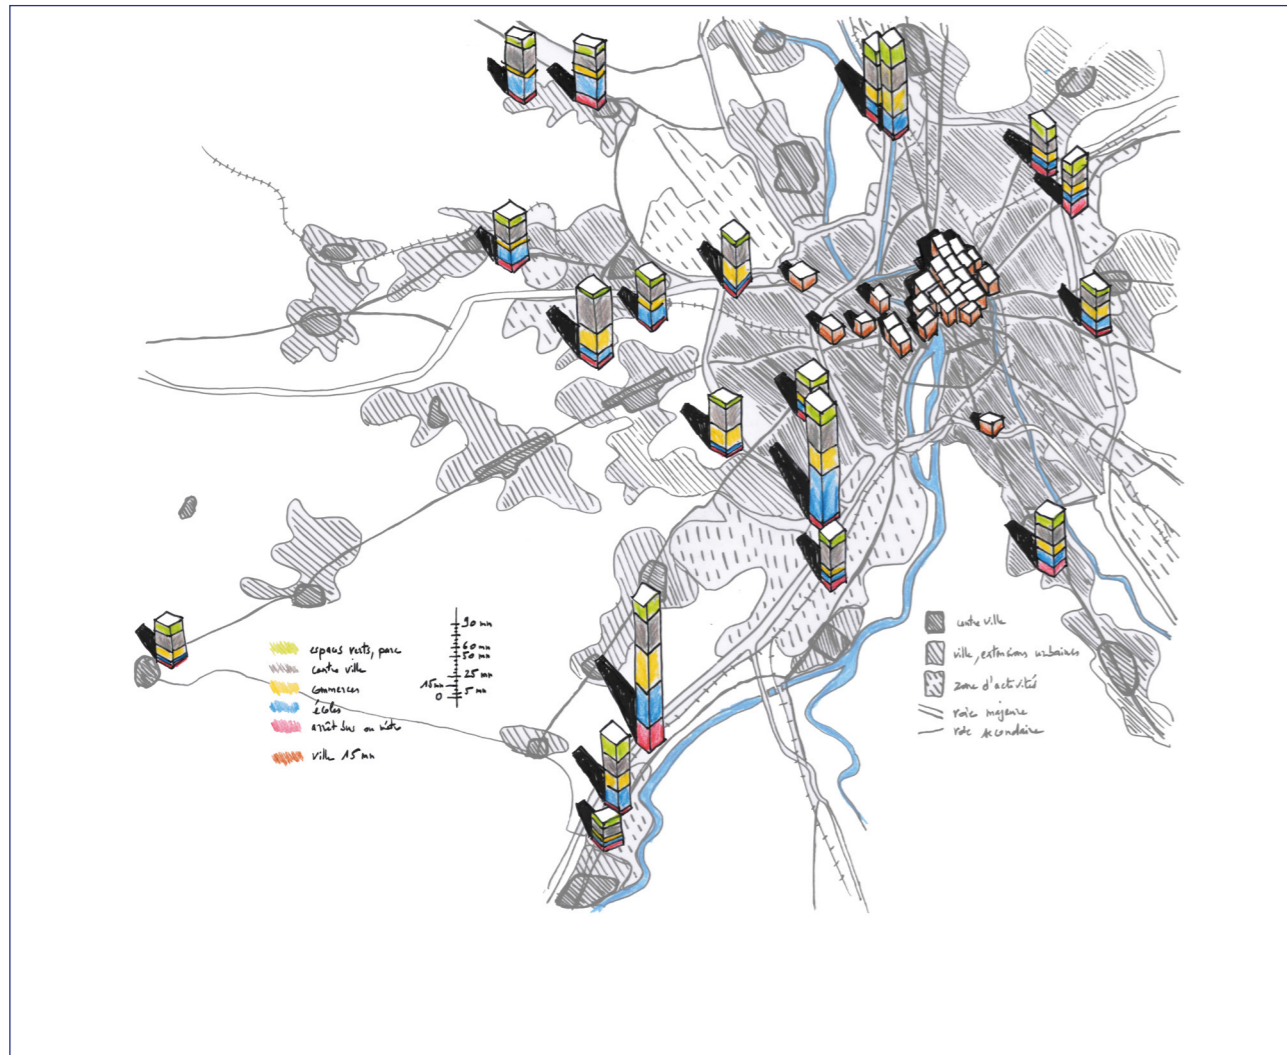 espaces verts, parc
centre ville
commerces
écoles
arrêt bus ou métro
ville 15 mn
90 mn
60 mn
50 mn
25 mn
15 mn
5 mn
0
centre ville
ville, extensions urbaines
zone d'activité
voie majeure
voie secondaire